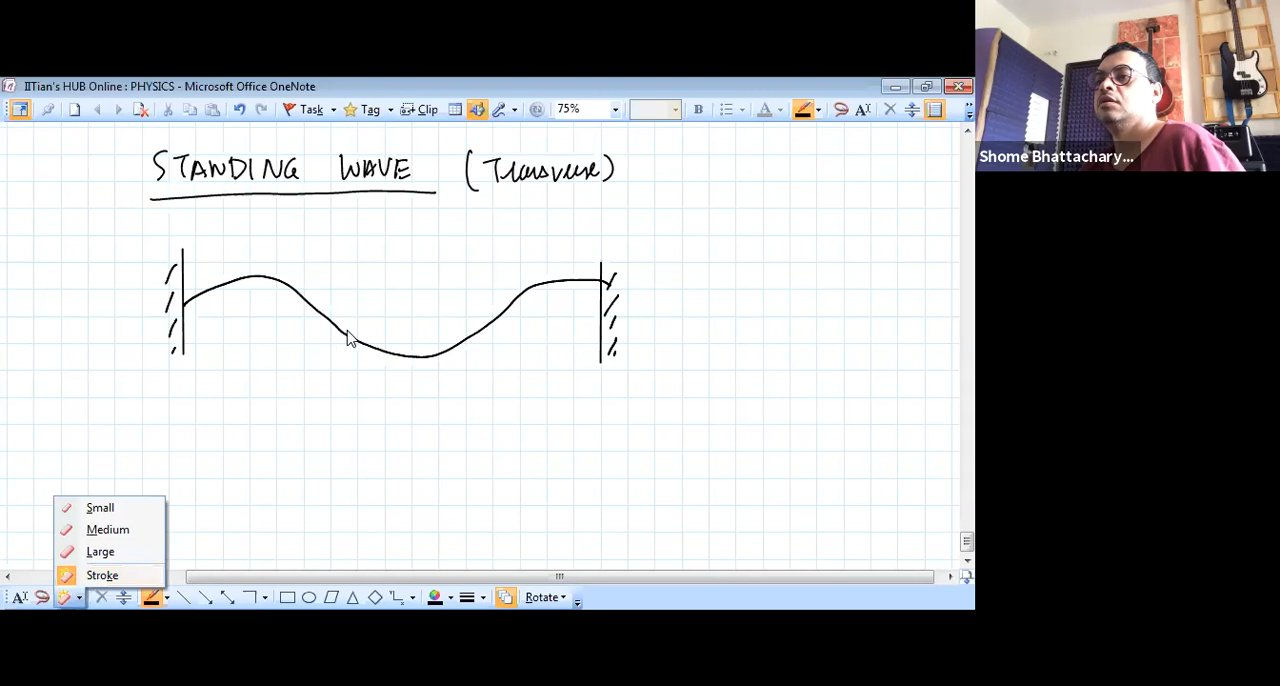 IITian's HUB Online : PHYSICS - Microsoft Office OneNote
Task Tag Clip 75% B A A
STANDING WAVE (Transverse)
Shome Bhattachary...
Small
Medium
Large
Stroke
A Rotate